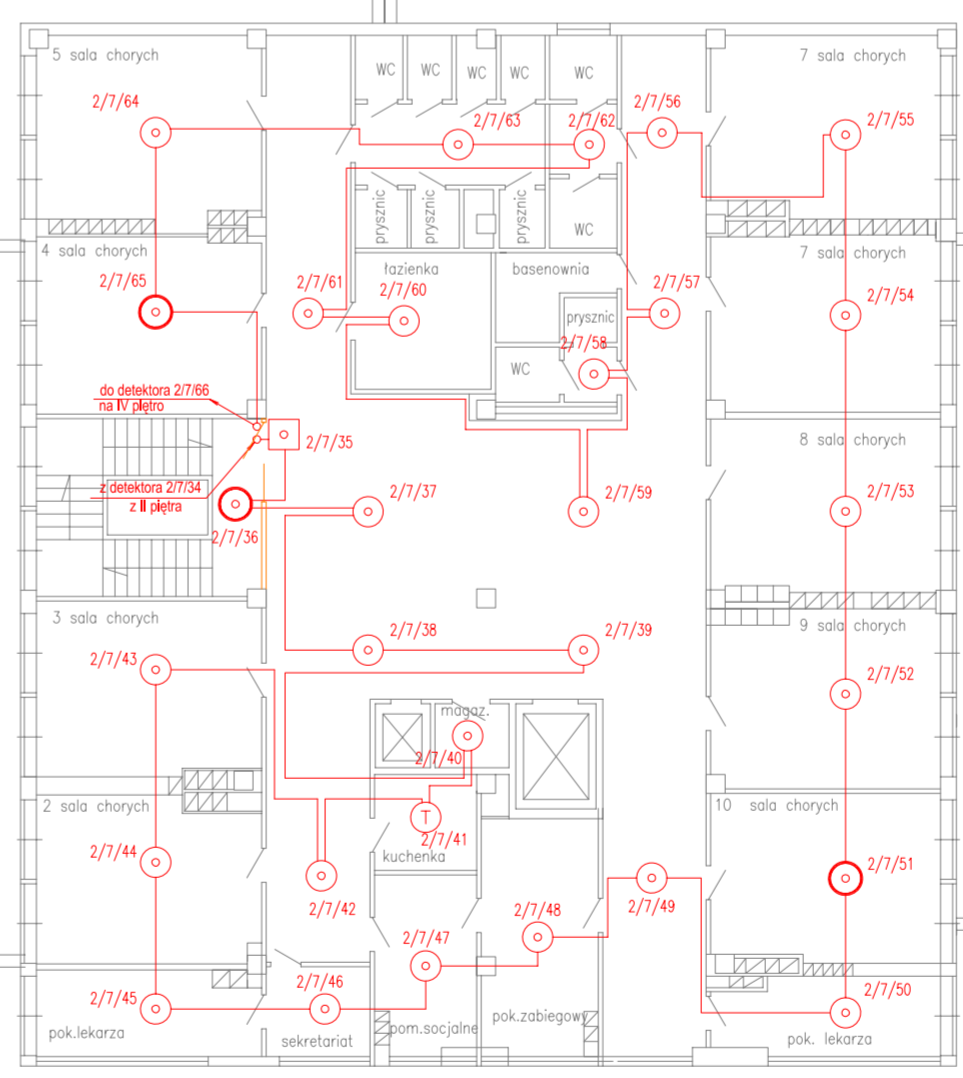 5 sala chorych
WC
WC
WC
WC
WC
7 sala chorych
2/7/64
2/7/63
2/7/62
2/7/56
2/7/55
prysznic
prysznic
prysznic
WC
4 sala chorych
łazienka
basenownia
7 sala chorych
2/7/65
2/7/61
2/7/60
2/7/57
2/7/54
prysznic
2/7/58
WC
do detektora 2/7/66
na IV piętro
2/7/35
8 sala chorych
z detektora 2/7/34
z II piętra
2/7/37
2/7/59
2/7/53
2/7/36
3 sala chorych
2/7/38
2/7/39
9 sala chorych
2/7/43
2/7/52
magaz.
2/7/40
2 sala chorych
10 sala chorych
T
2/7/41
2/7/44
kuchenka
2/7/51
2/7/42
2/7/48
2/7/49
2/7/47
2/7/45
2/7/46
2/7/50
pok.lekarza
sekretariat
pom.socjalne
pok.zabiegowy
pok. lekarza